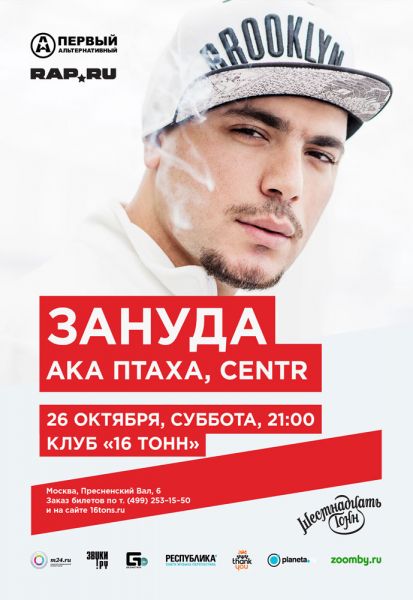 ПЕРВЫЙ
АЛЬТЕРНАТИВНЫЙ
RAP.RU
BROOKLYN
ЗАНУДА
АКА ПТАХА, CENTR
26 ОКТЯБРЯ, СУББОТА, 21:00
КЛУБ «16 ТОНН»
Москва, Пресненский Вал, 6
Заказ билетов по т. (499) 253–15–50
и на сайте 16tons.ru
Шестнадцать
Тонн
m24.ru
ЗВУКИ.РУ
РЕСПУБЛИКА*
thank
you
planeta.
zoomby.ru